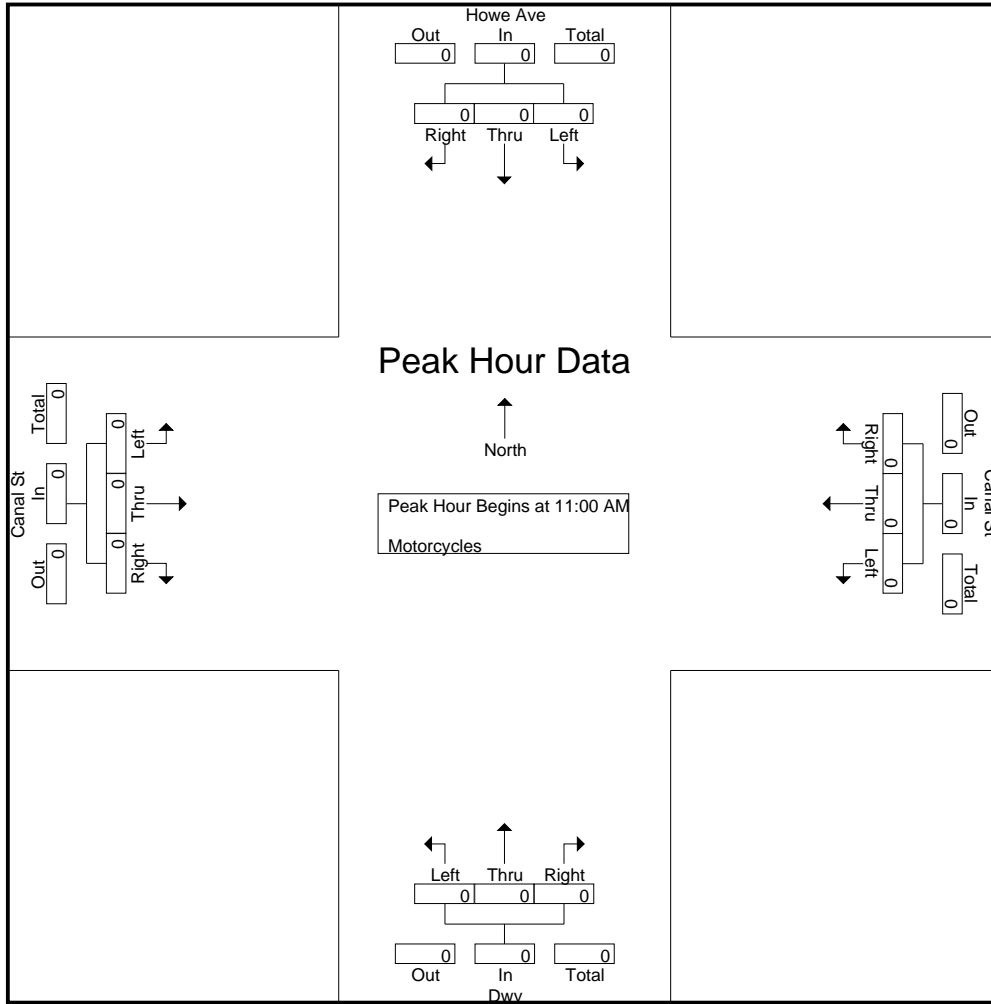 Howe Ave
Out In Total
0 0 0
0 0 0
Right Thru Left
Peak Hour Data
North
Peak Hour Begins at 11:00 AM
Motorcycles
Canal St
Total In Out
0 0 0
0 0 0
Left Thru Right
Canal St
Out In Total
0 0 0
0 0 0
Right Thru Left
Left Thru Right
0 0 0
0 0 0
Out In Total
Dwy